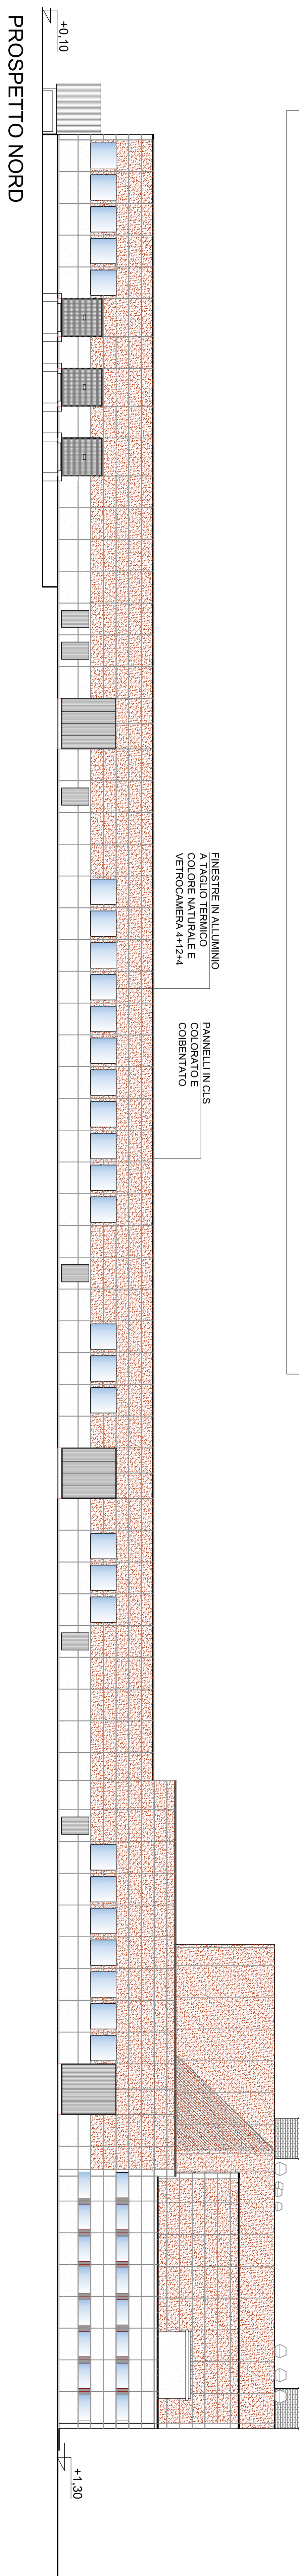 +0,10
PROSPETTO NORD
FINESTRE IN ALLUMINIO
A TAGLIO TERMICO
COLORE NATURALE E
VETROCAMERA 4+12+4
PANNELLI IN CLS
COLORATO E
COIBENTATO
+1,30